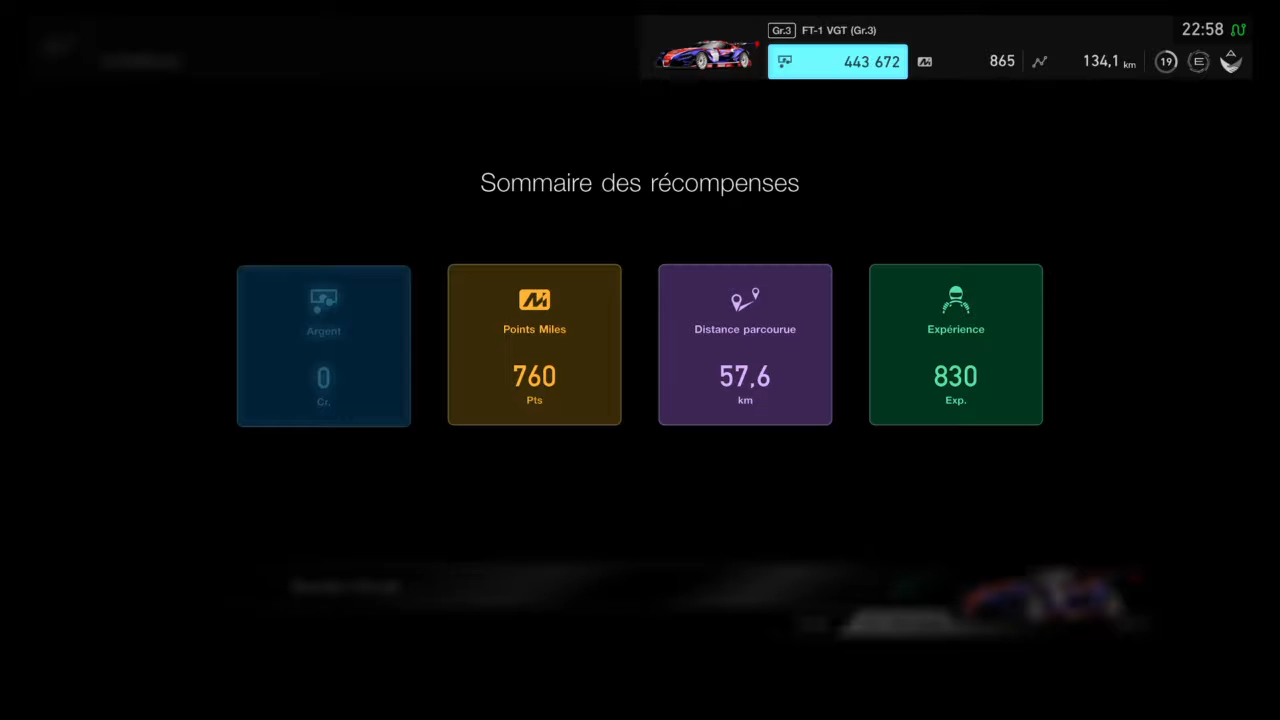 Gr.3 FT-1 VGT (Gr.3)
22:58
443 672
865
134,1 km
19
E
A
Sommaire des récompenses
Argent
0
Cr.
Points Miles
760
Pts
Distance parcourue
57,6
km
Expérience
830
Exp.